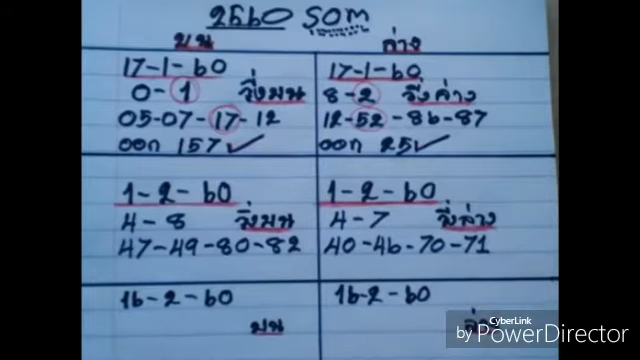 2560 SOM
บน
ล่าง
17-1-60
0-1 วิ่งบน
05-07-17-12
ออก 157 ✓
17-1-60
8-2 วิ่งล่าง
12-52-86-87
ออก 25 ✓
1-2-60
4-8 วิ่งบน
47-49-80-82
1-2-60
4-7 วิ่งล่าง
40-46-70-71
16-2-60
บน
16-2-60
CyberLink
by PowerDirector